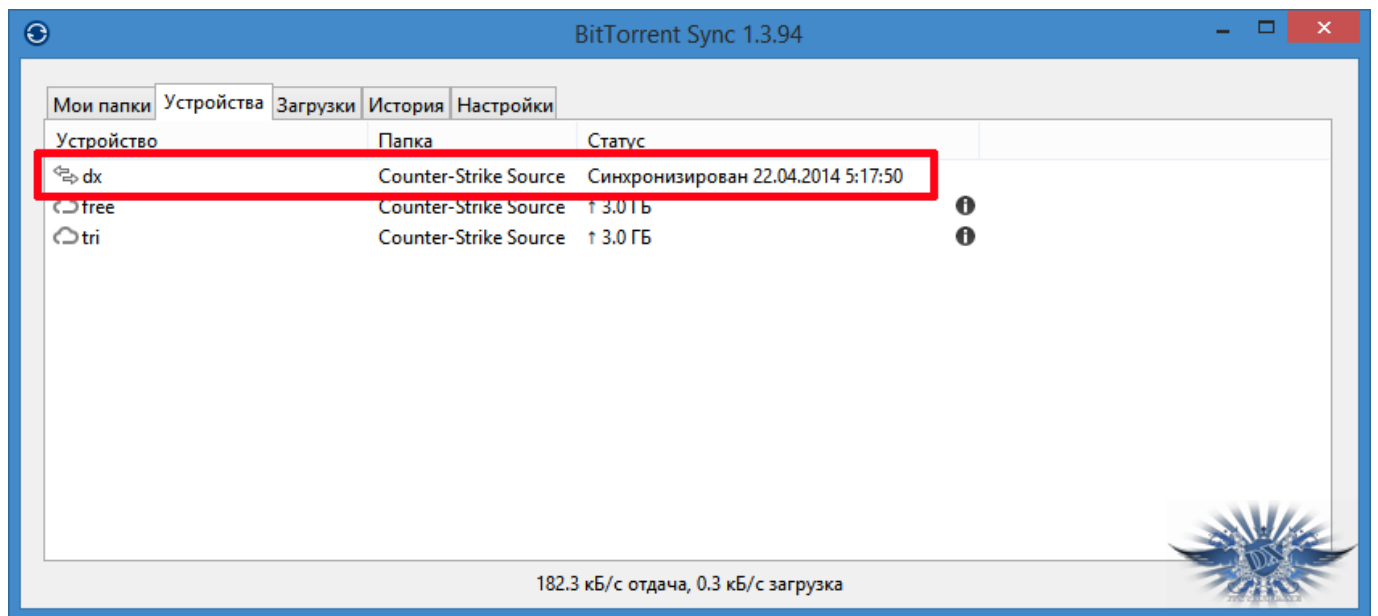 BitTorrent Sync 1.3.94
Мои папки Устройства Загрузки История Настройки
Устройство Папка Статус
dx Counter-Strike Source Синхронизирован 22.04.2014 5:17:50
free Counter-Strike Source ↑ 3.0 ГБ
tri Counter-Strike Source ↑ 3.0 ГБ
182.3 кБ/с отдача, 0.3 кБ/с загрузка